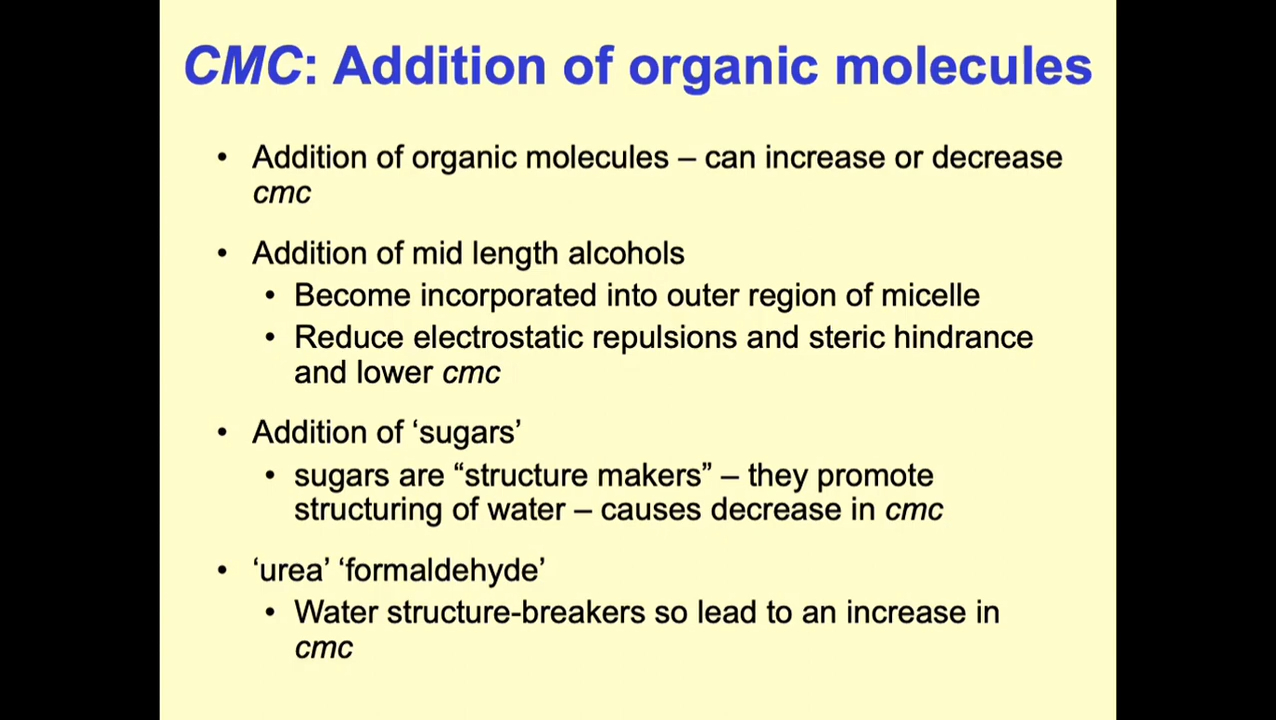 CMC: Addition of organic molecules
• Addition of organic molecules – can increase or decrease
cmc
• Addition of mid length alcohols
• Become incorporated into outer region of micelle
• Reduce electrostatic repulsions and steric hindrance
and lower cmc
• Addition of ‘sugars’
• sugars are “structure makers” – they promote
structuring of water – causes decrease in cmc
• ‘urea’ ‘formaldehyde’
• Water structure-breakers so lead to an increase in
cmc